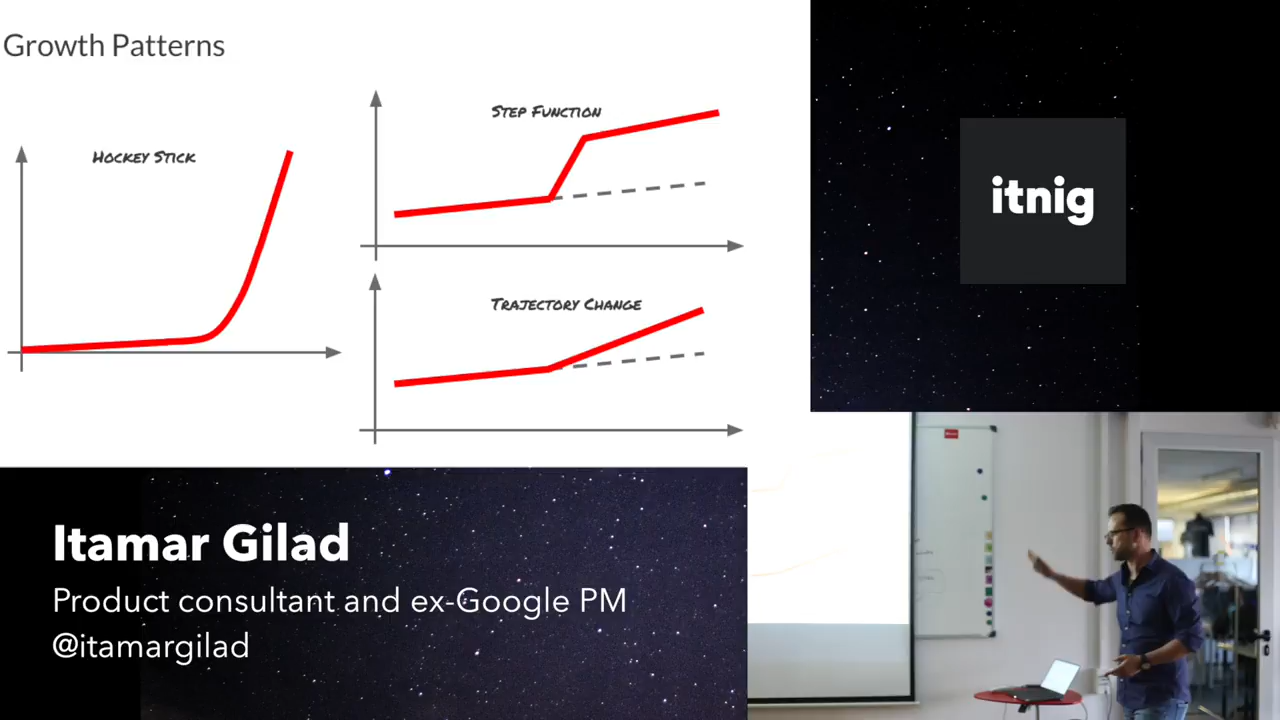 Growth Patterns
Hockey Stick
Step Function
Trajectory Change
itnig
Itamar Gilad
Product consultant and ex-Google PM
@itamargilad